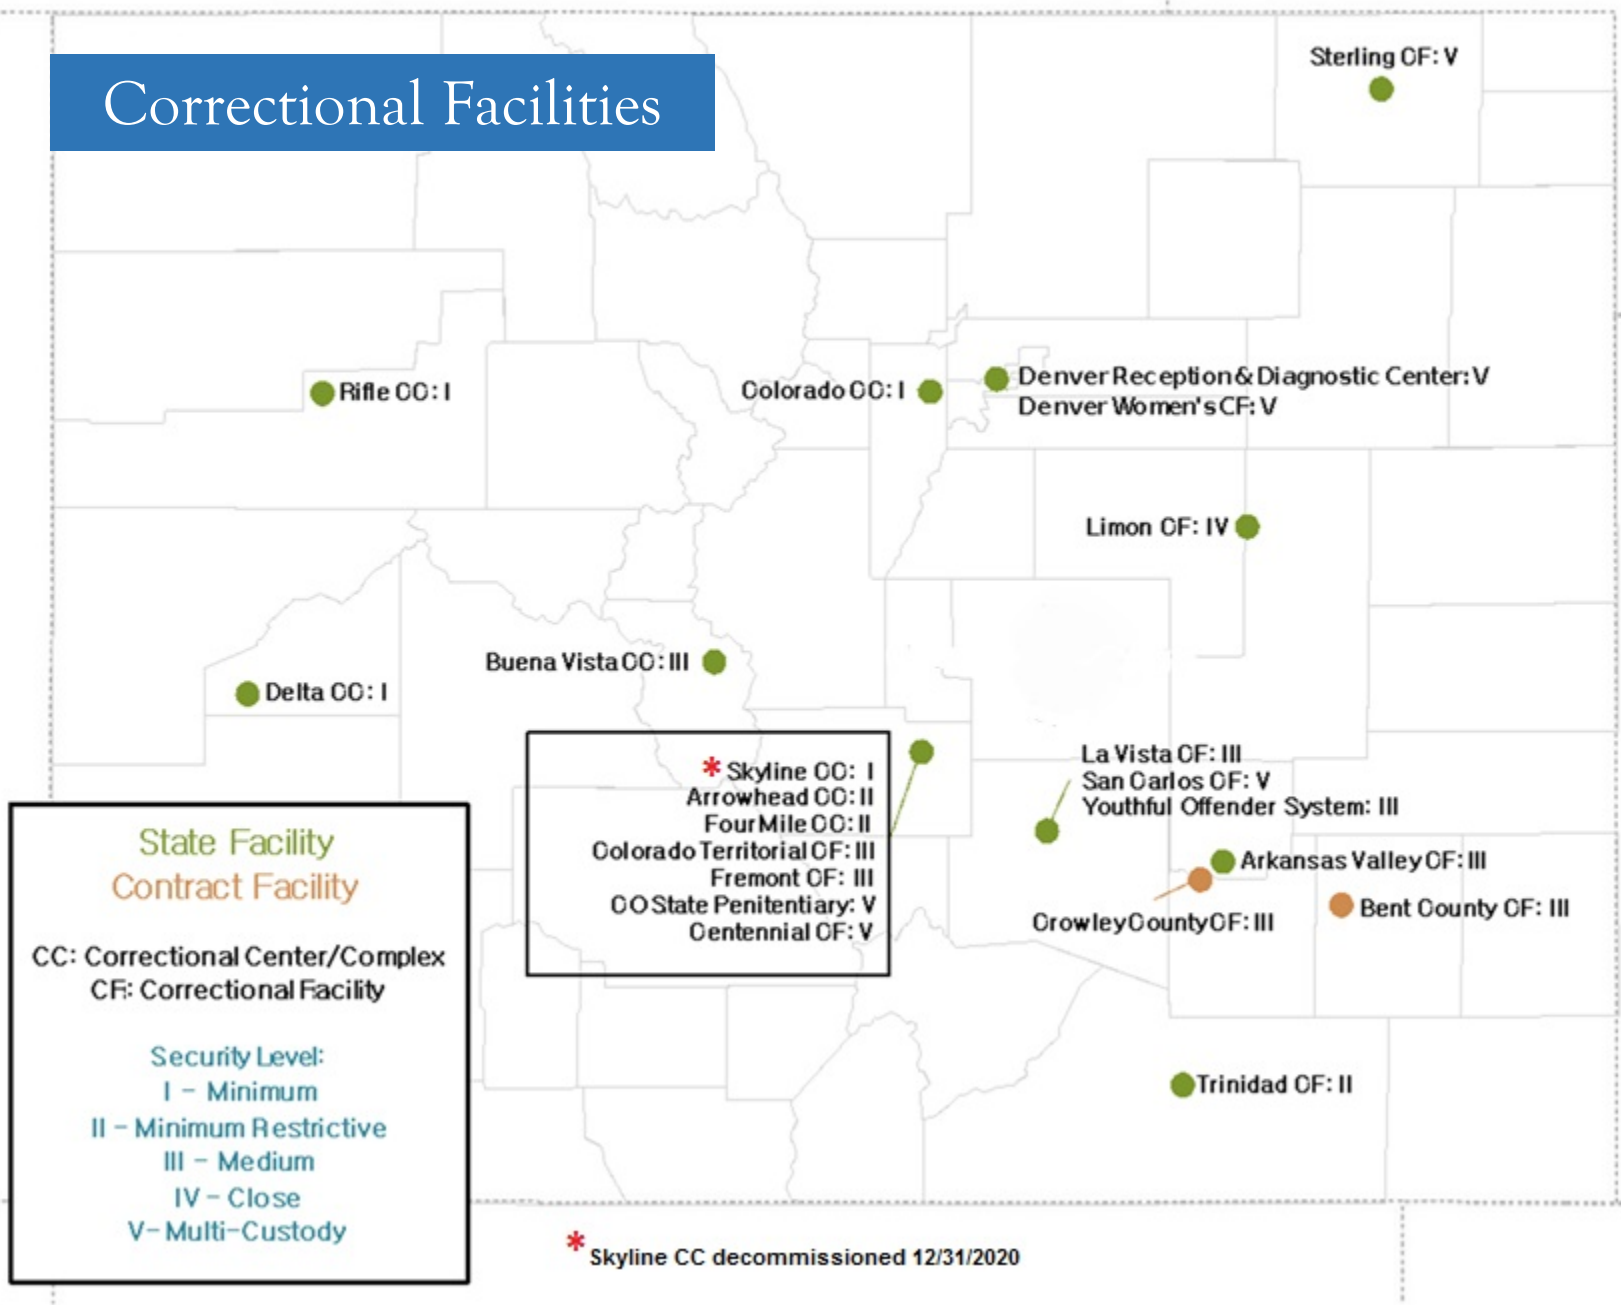 Correctional Facilities
Sterling CF: V
Rifle CC: I
Colorado CC: I
Denver Reception & Diagnostic Center: V
Denver Women's CF: V
Limon CF: IV
Buena Vista CC: III
Delta CC: I
* Skyline CC: I
Arrowhead CC: II
Four Mile CC: II
Colorado Territorial CF: III
Fremont CF: III
CO State Penitentiary: V
Centennial CF: V
La Vista CF: III
San Carlos CF: V
Youthful Offender System: III
Arkansas Valley CF: III
Crowley County CF: III
Bent County CF: III
Trinidad CF: II
State Facility
Contract Facility
CC: Correctional Center/Complex
CF: Correctional Facility
Security Level:
I - Minimum
II - Minimum Restrictive
III - Medium
IV - Close
V- Multi-Custody
* Skyline CC decommissioned 12/31/2020